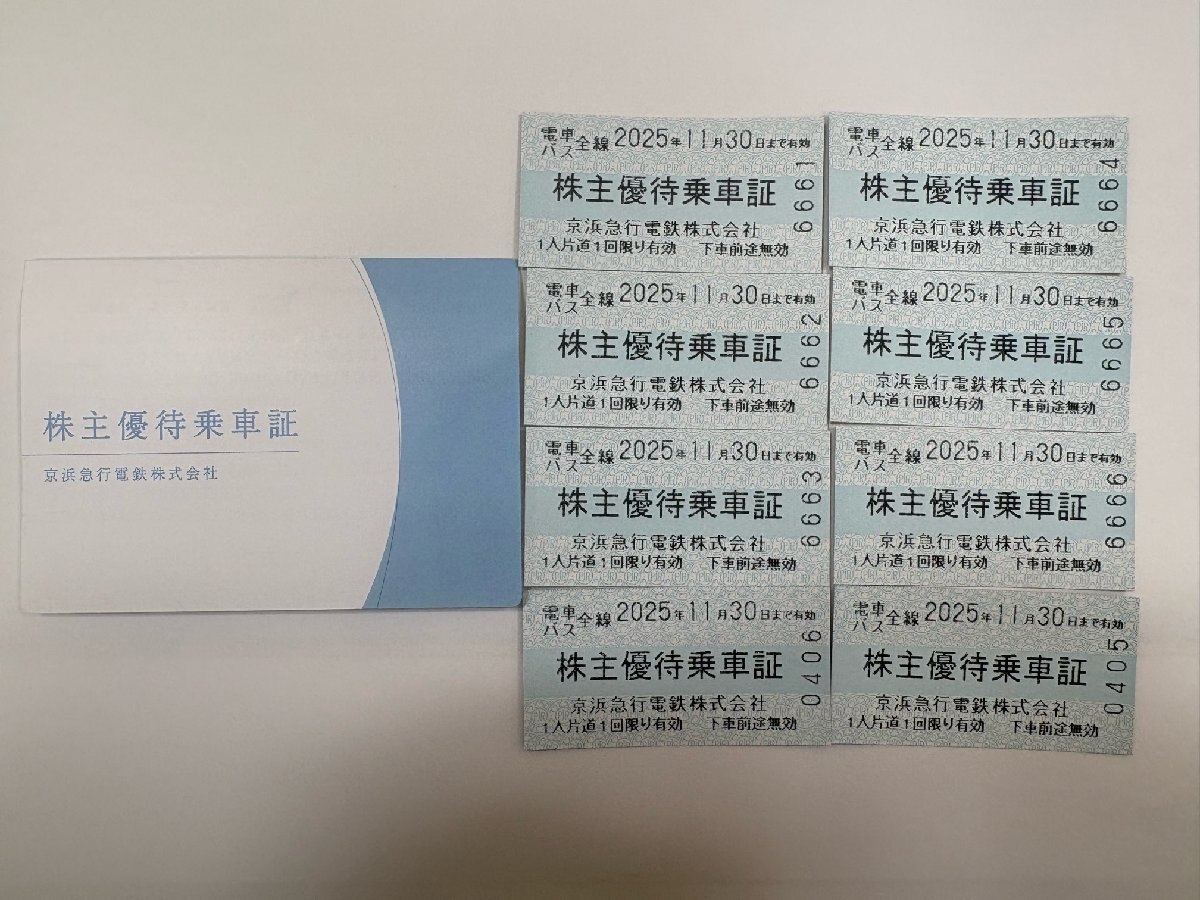 株主優待乗車証
京浜急行電鉄株式会社
電車バス全線2025年11月30日まで有効
株主優待乗車証
京浜急行電鉄株式会社
1人片道1回限り有効 下車前途無効
6661
電車バス全線2025年11月30日まで有効
株主優待乗車証
京浜急行電鉄株式会社
1人片道1回限り有効 下車前途無効
6664
電車バス全線2025年11月30日まで有効
株主優待乗車証
京浜急行電鉄株式会社
1人片道1回限り有効 下車前途無効
6662
電車バス全線2025年11月30日まで有効
株主優待乗車証
京浜急行電鉄株式会社
1人片道1回限り有効 下車前途無効
6665
電車バス全線2025年11月30日まで有効
株主優待乗車証
京浜急行電鉄株式会社
1人片道1回限り有効 下車前途無効
6663
電車バス全線2025年11月30日まで有効
株主優待乗車証
京浜急行電鉄株式会社
1人片道1回限り有効 下車前途無効
6666
電車バス全線2025年11月30日まで有効
株主優待乗車証
京浜急行電鉄株式会社
1人片道1回限り有効 下車前途無効
0406
電車バス全線2025年11月30日まで有効
株主優待乗車証
京浜急行電鉄株式会社
1人片道1回限り有効 下車前途無効
0405